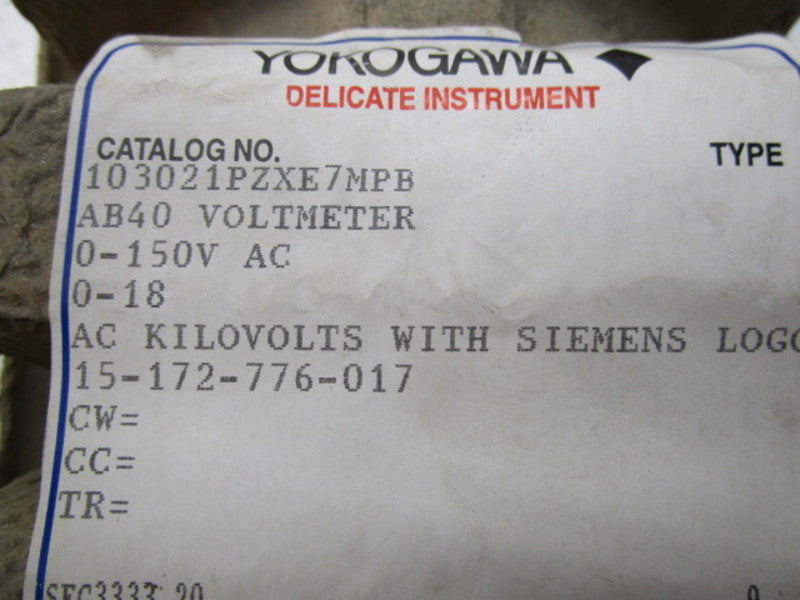 YOKOGAWA
DELICATE INSTRUMENT
CATALOG NO. TYPE
103021PZXE7MPB
AB40 VOLTMETER
0-150V AC
0-18
AC KILOVOLTS WITH SIEMENS LOGO
15-172-776-017
CW=
CC=
TR=